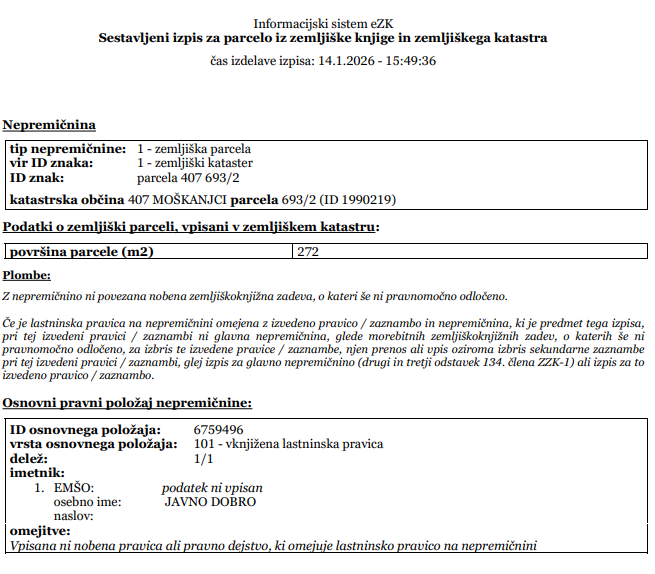 Informacijski sistem eZK
Sestavljeni izpis za parcelo iz zemljiške knjige in zemljiškega katastra
čas izdelave izpisa: 14.1.2026 - 15:49:36
Nepremičnina
tip nepremičnine: 1 - zemljiška parcela
vir ID znaka: 1 - zemljiški kataster
ID znak: parcela 407 693/2
katastrska občina 407 MOŠKANJCI parcela 693/2 (ID 1990219)
Podatki o zemljiški parceli, vpisani v zemljiškem katastru:
površina parcele (m2) 272
Plombe:
Z nepremičnino ni povezana nobena zemljiškoknjižna zadeva, o kateri še ni pravnomočno odločeno.
Če je lastninska pravica na nepremičnini omejena z izvedeno pravico / zaznambo in nepremičnina, ki je predmet tega izpisa,
pri tej izvedeni pravici / zaznambi ni glavna nepremičnina, glede morebitnih zemljiškoknjižnih zadev, o katerih še ni
pravnomočno odločeno, za izbris te izvedene pravice / zaznambe, njen prenos ali vpis oziroma izbris sekundarne zaznambe
pri tej izvedeni pravici / zaznambi, glej izpis za glavno nepremičnino (drugi in tretji odstavek 134. člena ZZK-1) ali izpis za to
izvedeno pravico / zaznambo.
Osnovni pravni položaj nepremičnine:
ID osnovnega položaja: 6759496
vrsta osnovnega položaja: 101 - vknjižena lastninska pravica
delež: 1/1
imetnik:
1. EMŠO: podatek ni vpisan
osebno ime: JAVNO DOBRO
naslov:
omejitve:
Vpisana ni nobena pravica ali pravno dejstvo, ki omejuje lastninsko pravico na nepremičnini